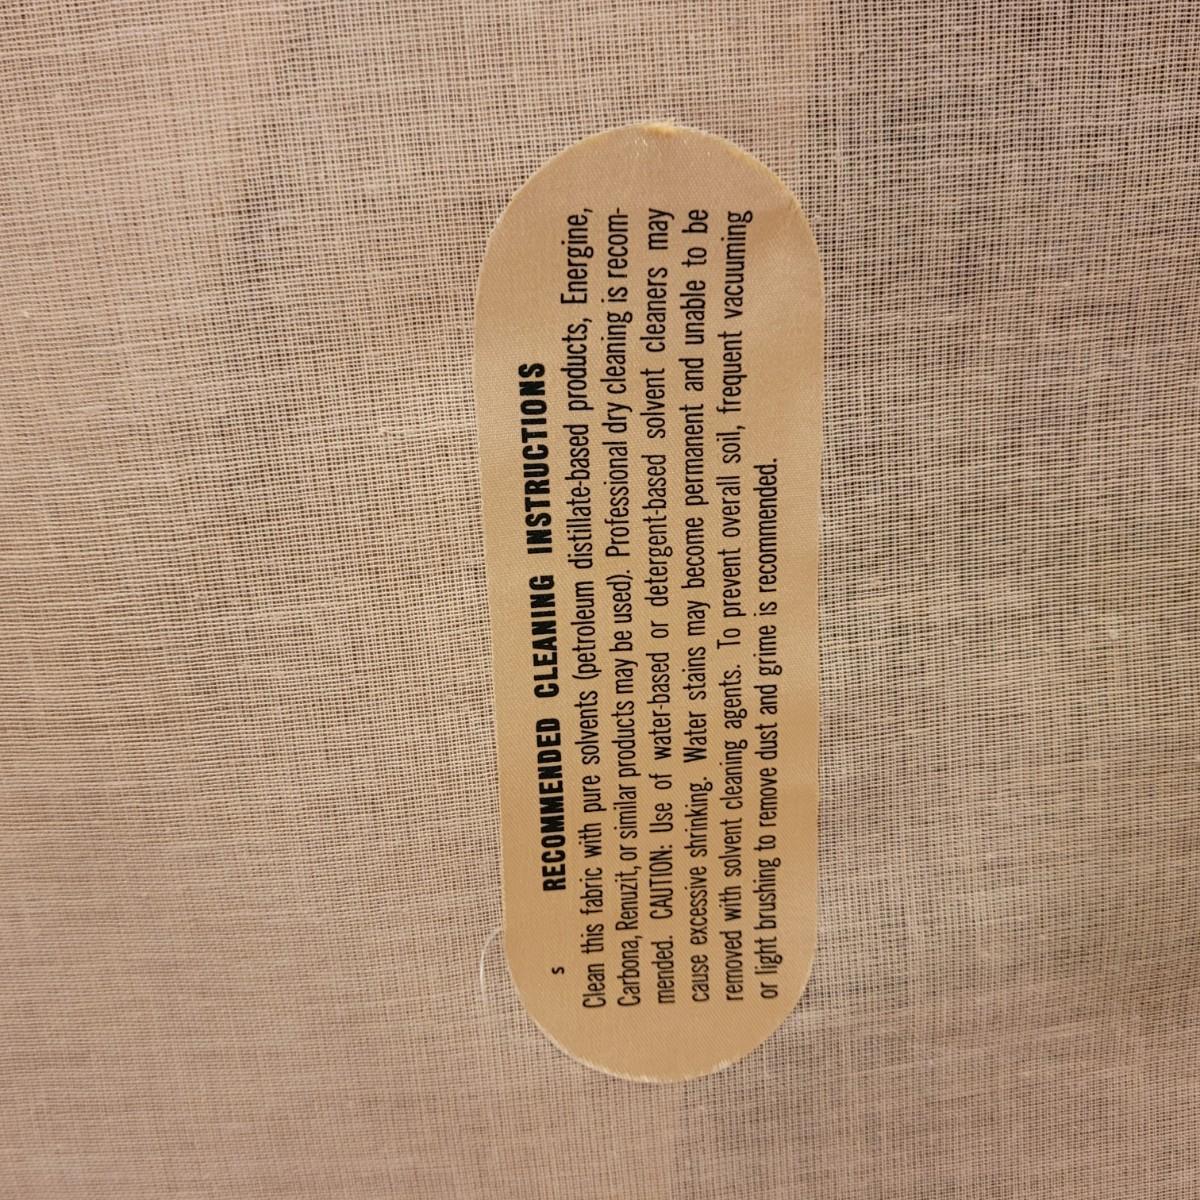 S
RECOMMENDED CLEANING INSTRUCTIONS
Clean this fabric with pure solvents (petroleum distillate-based products, Energine,
Carbona, Renuzit, or similar products may be used). Professional dry cleaning is recom-
mended. CAUTION: Use of water-based or detergent-based solvent cleaners may
cause excessive shrinking. Water stains may become permanent and unable to be
removed with solvent cleaning agents. To prevent overall soil, frequent vacuuming
or light brushing to remove dust and grime is recommended.